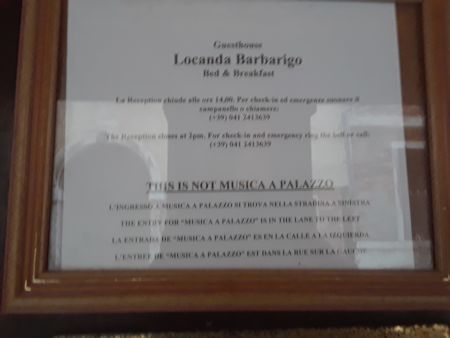 Guesthouse
Locanda Barbarigo
Bed & Breakfast
La Reception chiude alle ore 14,00. Per check-in ed emergenze suonare il
campanello o chiamare:
(+39) 041 2413639
The Reception closes at 2pm. For check-in and emergency ring the bell or call:
(+39) 041 2413639
THIS IS NOT MUSICA A PALAZZO
L'INGRESSO A MUSICA A PALAZZO SI TROVA NELLA STRADINA A SINISTRA
THE ENTRY FOR "MUSICA A PALAZZO" IS IN THE LANE TO THE LEFT
LA ENTRADA DE "MUSICA A PALAZZO" ES EN LA CALLE A LA IZQUIERDA
L'ENTREE DE "MUSICA A PALAZZO" EST DANS LA RUE SUR LA GAUCHE